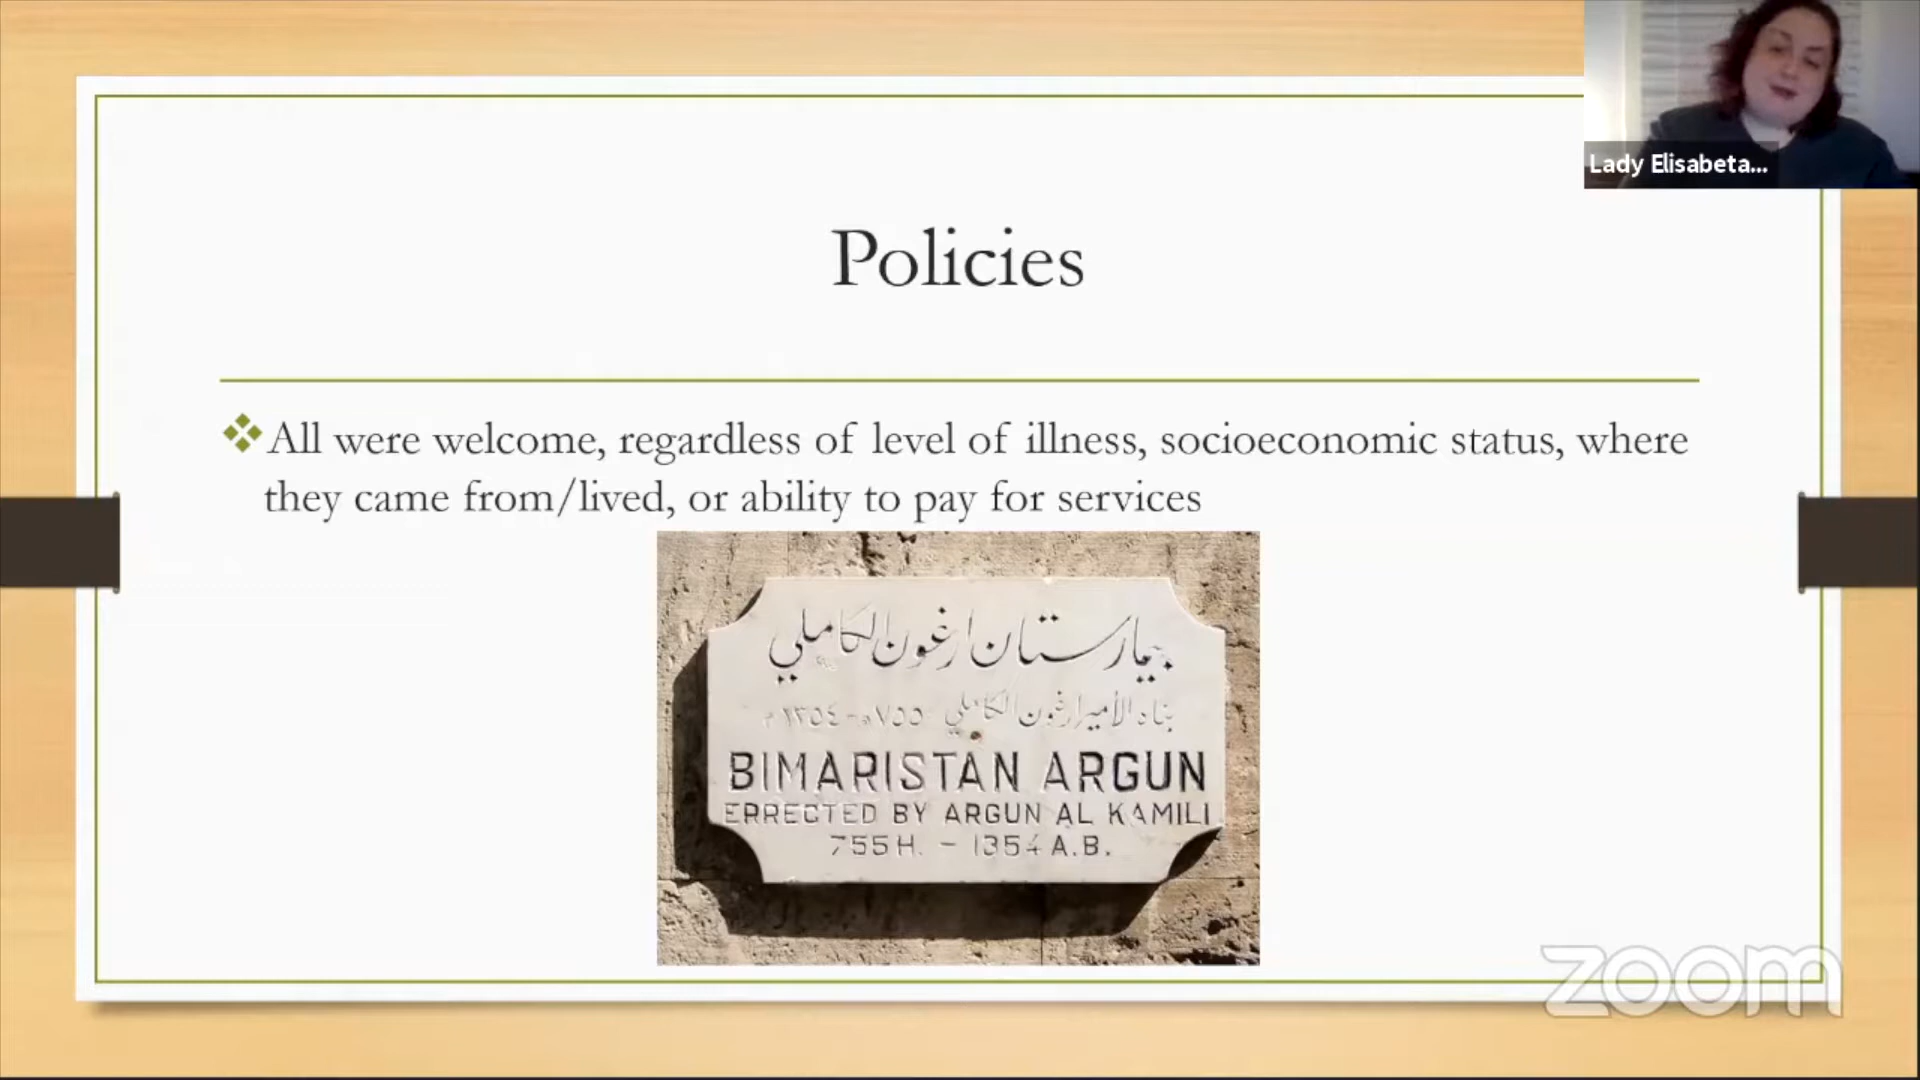 Lady Elisabeta...
Policies
All were welcome, regardless of level of illness, socioeconomic status, where
they came from/lived, or ability to pay for services
بيمارستان ارغون الكاملي
بناه الأمير ارغون الكاملي ٧٥٥هـ - ١٣٥٤م
BIMARISTAN ARGUN
ERRECTED BY ARGUN AL KAMILI
755 H. - 1354 A.B.
zoom